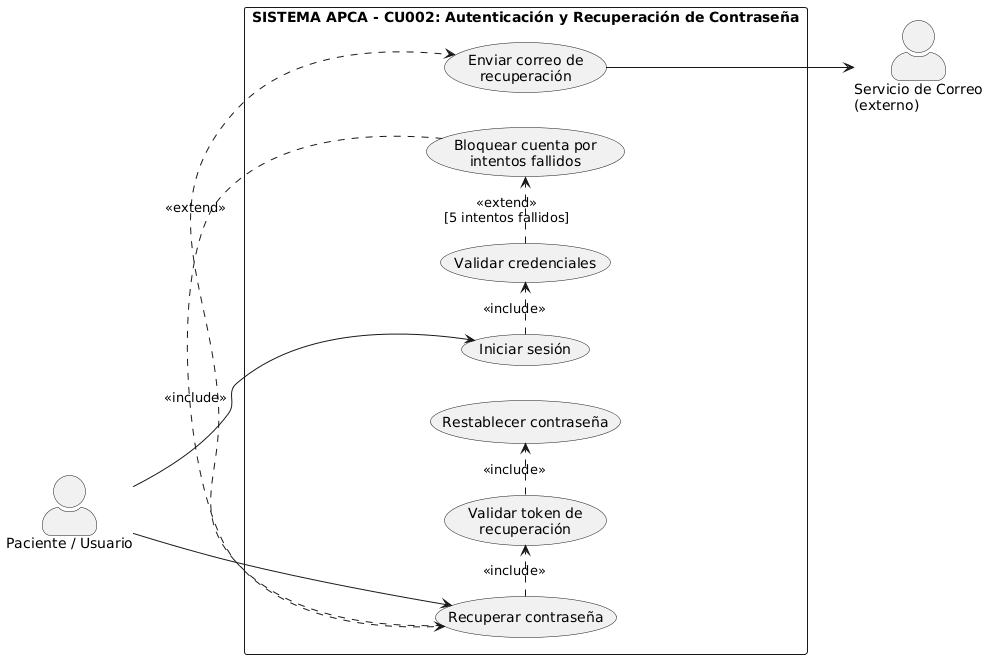 SISTEMA APCA - CU002: Autenticación y Recuperación de Contraseña
Enviar correo de
recuperación
Servicio de Correo
(externo)
Bloquear cuenta por
intentos fallidos
«extend»
«extend»
[5 intentos fallidos]
Validar credenciales
«include»
Iniciar sesión
«include»
Restablecer contraseña
«include»
Validar token de
recuperación
Paciente / Usuario
«include»
Recuperar contraseña